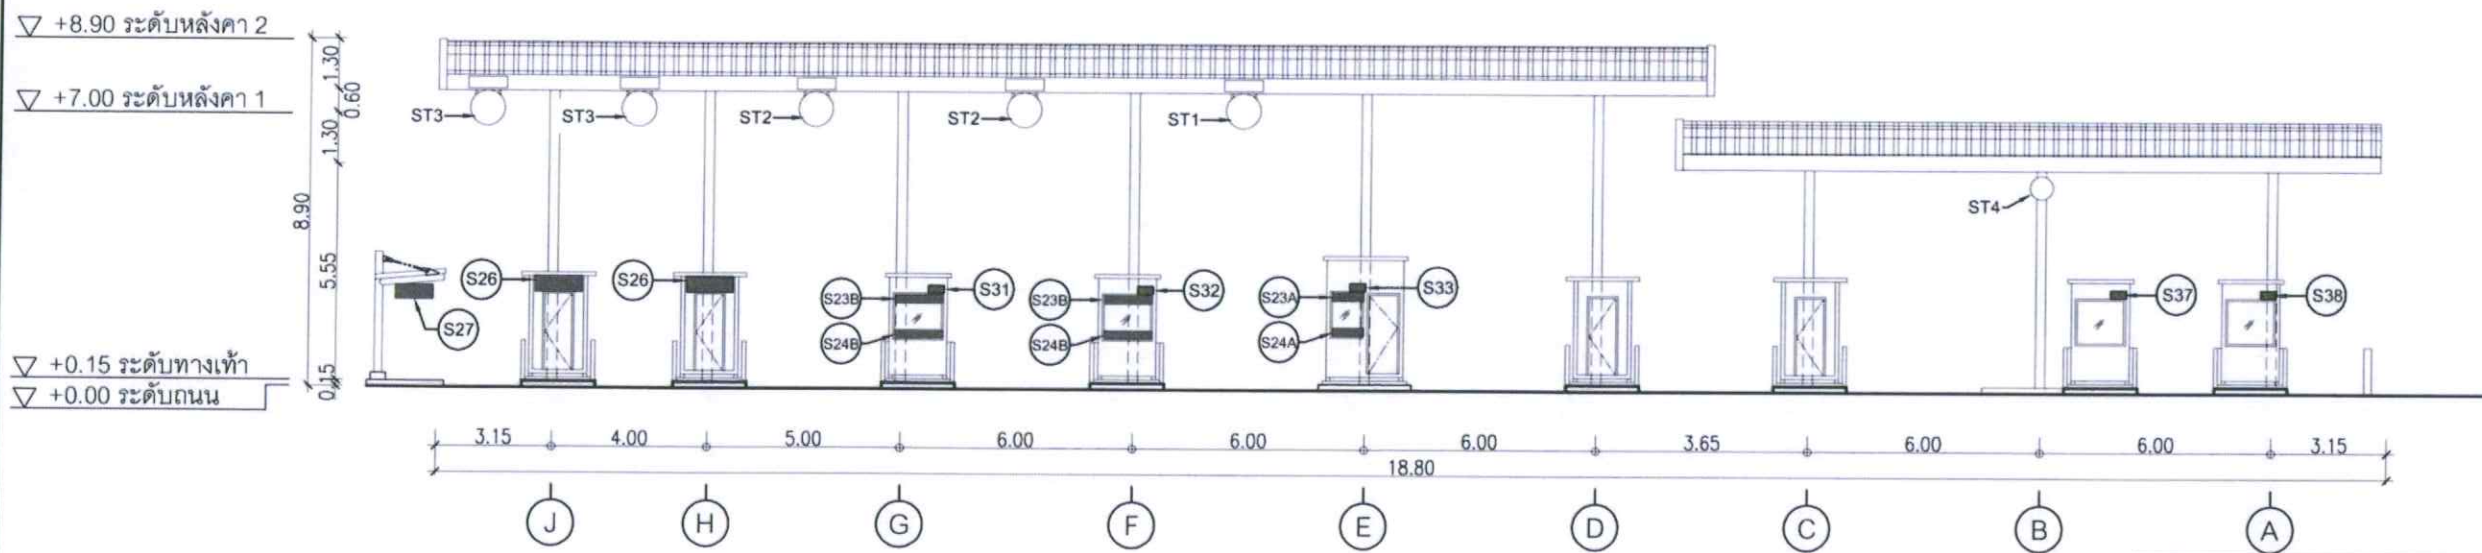 +8.90 ระดับหลังคา 2
+7.00 ระดับหลังคา 1
+0.15 ระดับทางเท้า
+0.00 ระดับถนน
1.30
0.60
1.30
8.90
5.55
0.15
ST3 ST3 ST2 ST2 ST1
ST4
S26 S26 S31 S32 S33 S37 S38
S23B S23B S23A
S27
S24B S24B S24A
3.15 4.00 5.00 6.00 6.00 6.00 3.65 6.00 6.00 3.15
18.80
J H G F E D C B A